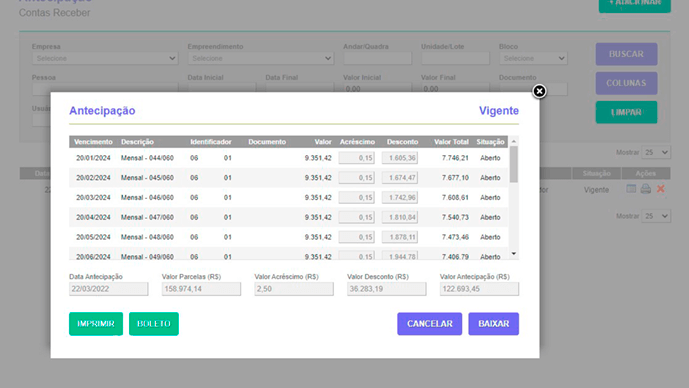 Antecipação
+ ADICIONAR
Contas Receber
Empresa Empreendimento Andar/Quadra Unidade/Lote Bloco
Selecione Selecione Selecione
BUSCAR
Pessoa Data Inicial Data Final Valor Inicial Valor Final Documento
0,00 0,00
COLUNAS
LIMPAR
Antecipação Vigente
Vencimento Descrição Identificador Documento Valor Acréscimo Desconto Valor Total Situação
20/01/2024 Mensal - 044/060 06 01 9.351,42 0,15 1.605,36 7.746,21 Aberto
20/02/2024 Mensal - 045/060 06 01 9.351,42 0,15 1.674,47 7.677,10 Aberto
20/03/2024 Mensal - 046/060 06 01 9.351,42 0,15 1.742,96 7.608,61 Aberto
20/04/2024 Mensal - 047/060 06 01 9.351,42 0,15 1.810,84 7.540,73 Aberto
20/05/2024 Mensal - 048/060 06 01 9.351,42 0,15 1.878,11 7.473,46 Aberto
20/06/2024 Mensal - 049/060 06 01 9.351,42 0,15 1.944,78 7.406,79 Aberto
Mostrar 25
Situação Ações
Vigente
Mostrar 25
Data Antecipação Valor Parcelas (R$) Valor Acréscimo (R$) Valor Desconto (R$) Valor Antecipação (R$)
22/03/2022 158.974,14 2,50 36.283,19 122.693,45
IMPRIMIR BOLETO CANCELAR BAIXAR